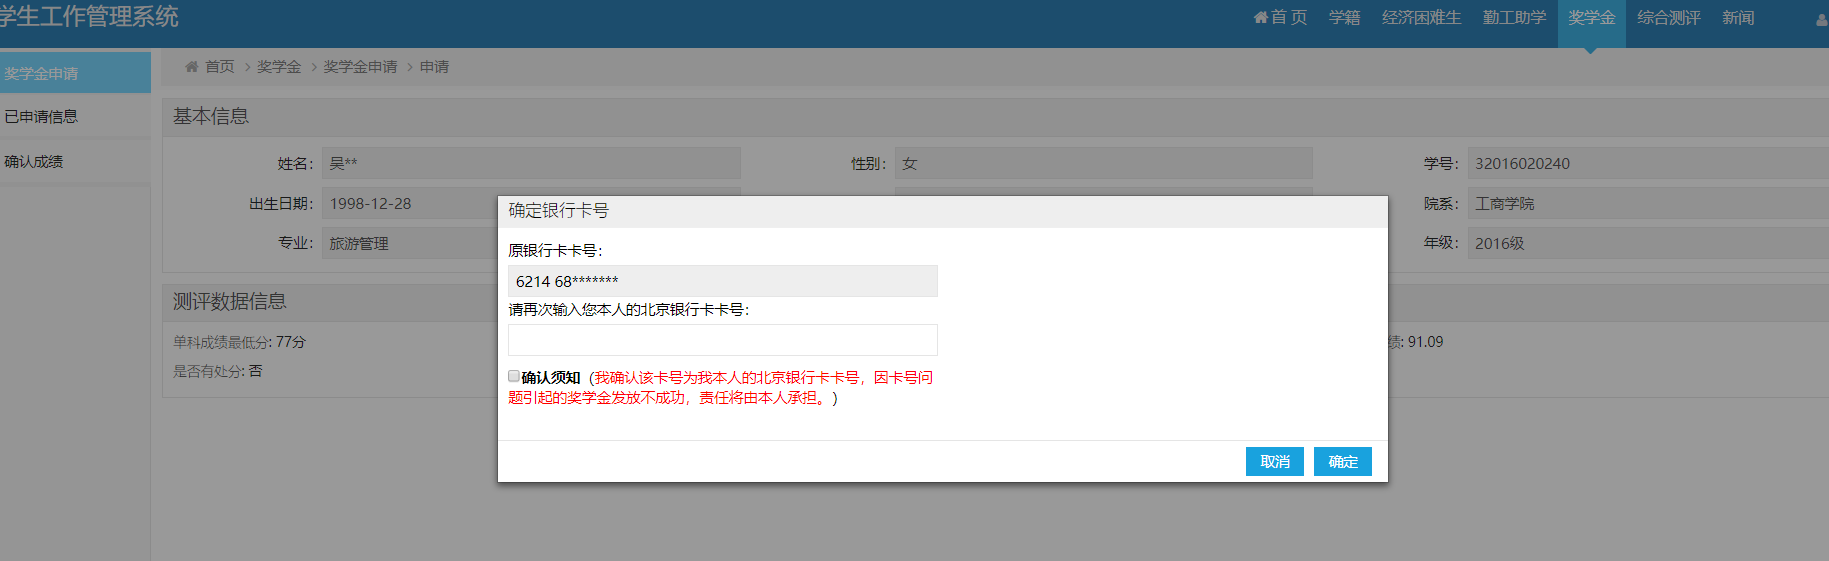 学生工作管理系统
首 页 学籍 经济困难生 勤工助学 奖学金 综合测评 新闻
奖学金申请
已申请信息
确认成绩
首页 > 奖学金 > 奖学金申请 > 申请
基本信息
姓名: 吴** 性别: 女 学号: 32016020240
出生日期: 1998-12-28 院系: 工商学院
专业: 旅游管理 年级: 2016级
测评数据信息
单科成绩最低分: 77分 绩: 91.09
是否有处分: 否
确定银行卡号
原银行卡卡号:
6214 68*******
请再次输入您本人的北京银行卡卡号:
确认须知（我确认该卡号为我本人的北京银行卡卡号，因卡号问
题引起的奖学金发放不成功，责任将由本人承担。）
取消 确定